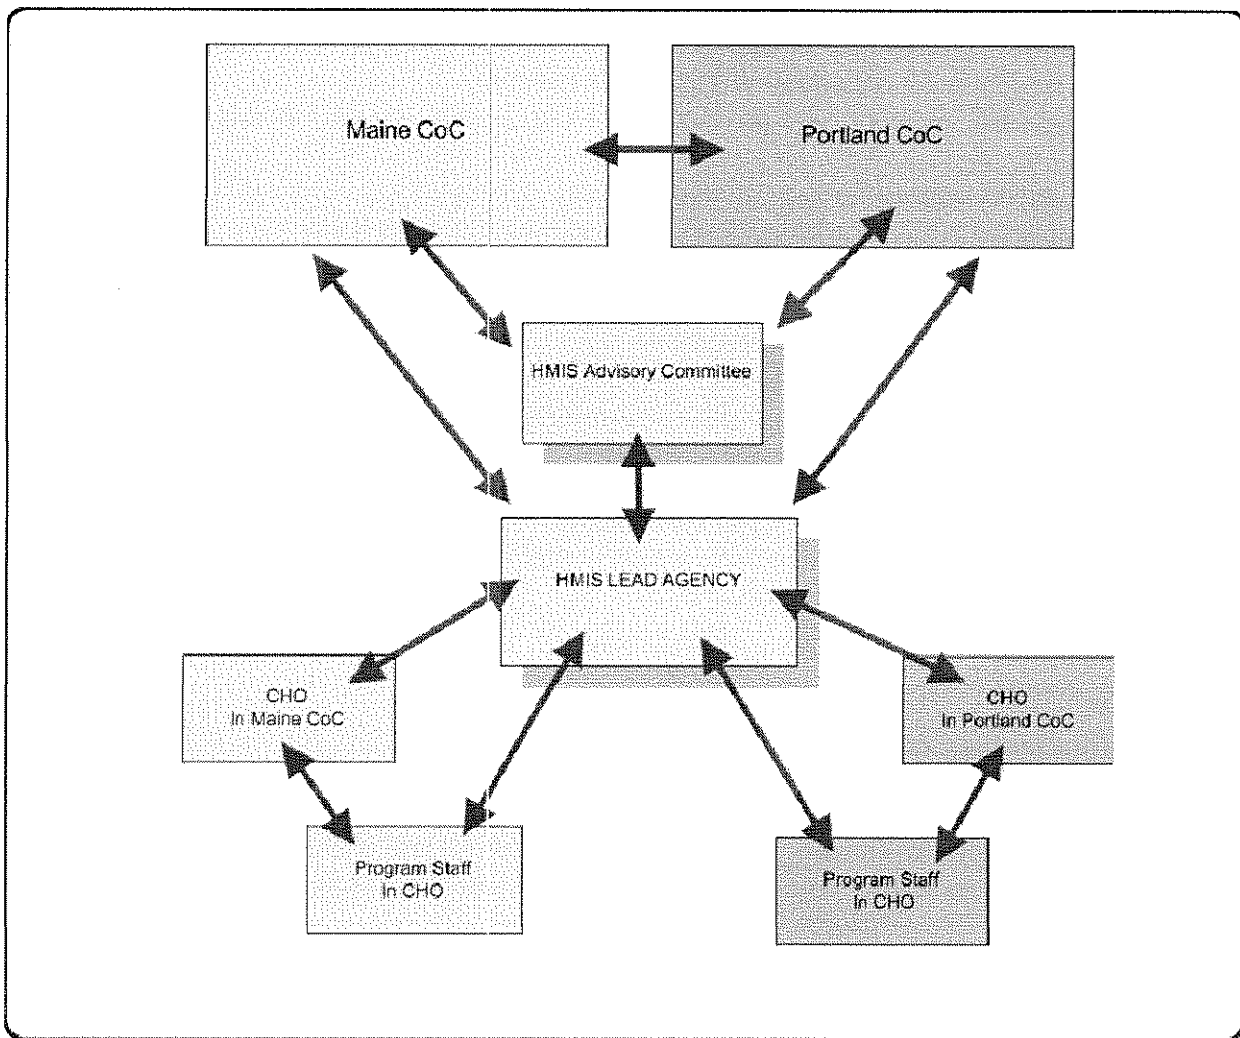 Maine CoC
Portland CoC
HMIS Advisory Committee
HMIS LEAD AGENCY
CHO
In Maine CoC
CHO
In Portland CoC
Program Staff
In CHO
Program Staff
In CHO